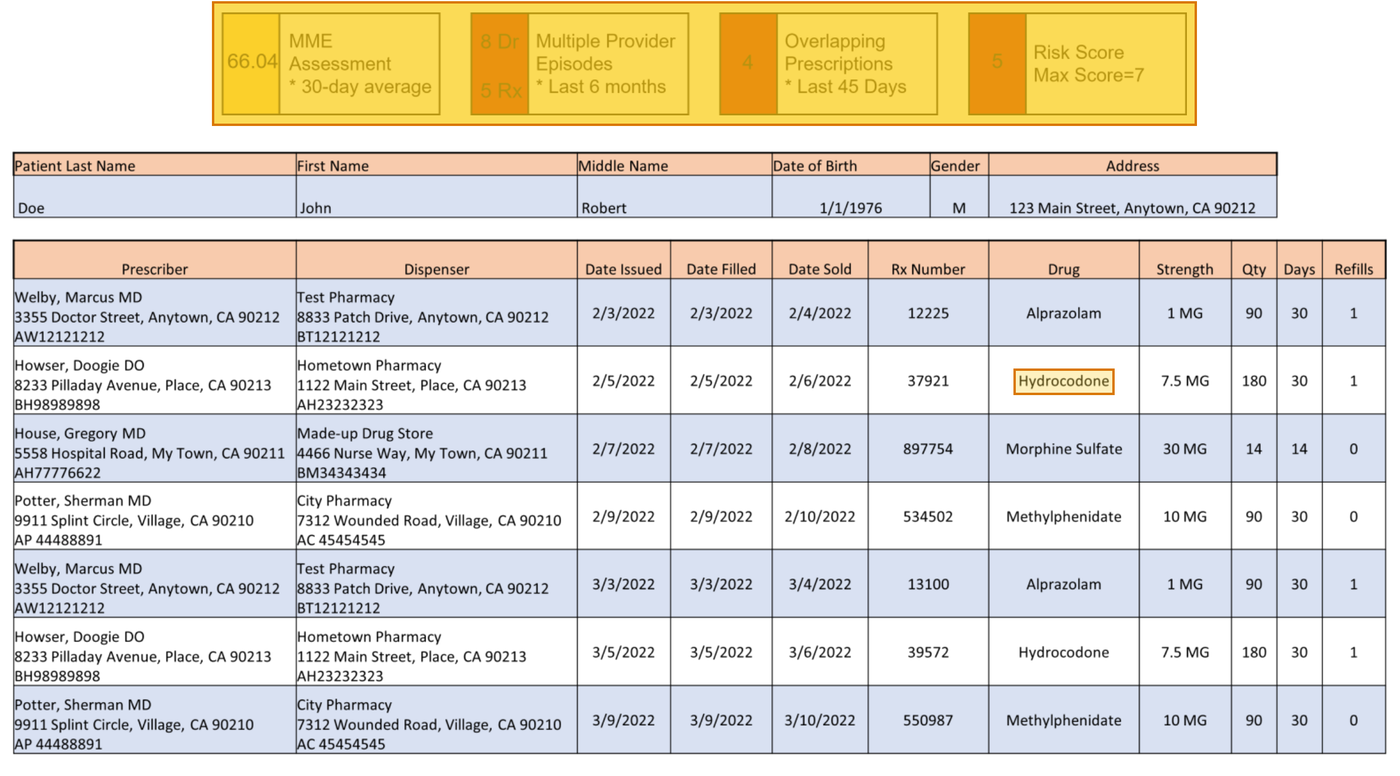 66.04
MME
Assessment
* 30-day average
8 Dr
5 Rx
Multiple Provider
Episodes
* Last 6 months
4
Overlapping
Prescriptions
* Last 45 Days
5
Risk Score
Max Score=7
Patient Last Name First Name Middle Name Date of Birth Gender Address
Doe John Robert 1/1/1976 M 123 Main Street, Anytown, CA 90212
Prescriber Dispenser Date Issued Date Filled Date Sold Rx Number Drug Strength Qty Days Refills
Welby, Marcus MD Test Pharmacy
3355 Doctor Street, Anytown, CA 90212 8833 Patch Drive, Anytown, CA 90212 2/3/2022 2/3/2022 2/4/2022 12225 Alprazolam 1 MG 90 30 1
AW12121212 BT12121212
Howser, Doogie DO Hometown Pharmacy
8233 Pilladay Avenue, Place, CA 90213 1122 Main Street, Place, CA 90213 2/5/2022 2/5/2022 2/6/2022 37921 Hydrocodone 7.5 MG 180 30 1
BH98989898 AH23232323
House, Gregory MD Made-up Drug Store
5558 Hospital Road, My Town, CA 90211 4466 Nurse Way, My Town, CA 90211 2/7/2022 2/7/2022 2/8/2022 897754 Morphine Sulfate 30 MG 14 14 0
AH77776622 BM34343434
Potter, Sherman MD City Pharmacy
9911 Splint Circle, Village, CA 90210 7312 Wounded Road, Village, CA 90210 2/9/2022 2/9/2022 2/10/2022 534502 Methylphenidate 10 MG 90 30 0
AP 44488891 AC 45454545
Welby, Marcus MD Test Pharmacy
3355 Doctor Street, Anytown, CA 90212 8833 Patch Drive, Anytown, CA 90212 3/3/2022 3/3/2022 3/4/2022 13100 Alprazolam 1 MG 90 30 1
AW12121212 BT12121212
Howser, Doogie DO Hometown Pharmacy
8233 Pilladay Avenue, Place, CA 90213 1122 Main Street, Place, CA 90213 3/5/2022 3/5/2022 3/6/2022 39572 Hydrocodone 7.5 MG 180 30 1
BH98989898 AH23232323
Potter, Sherman MD City Pharmacy
9911 Splint Circle, Village, CA 90210 7312 Wounded Road, Village, CA 90210 3/9/2022 3/9/2022 3/10/2022 550987 Methylphenidate 10 MG 90 30 0
AP 44488891 AC 45454545